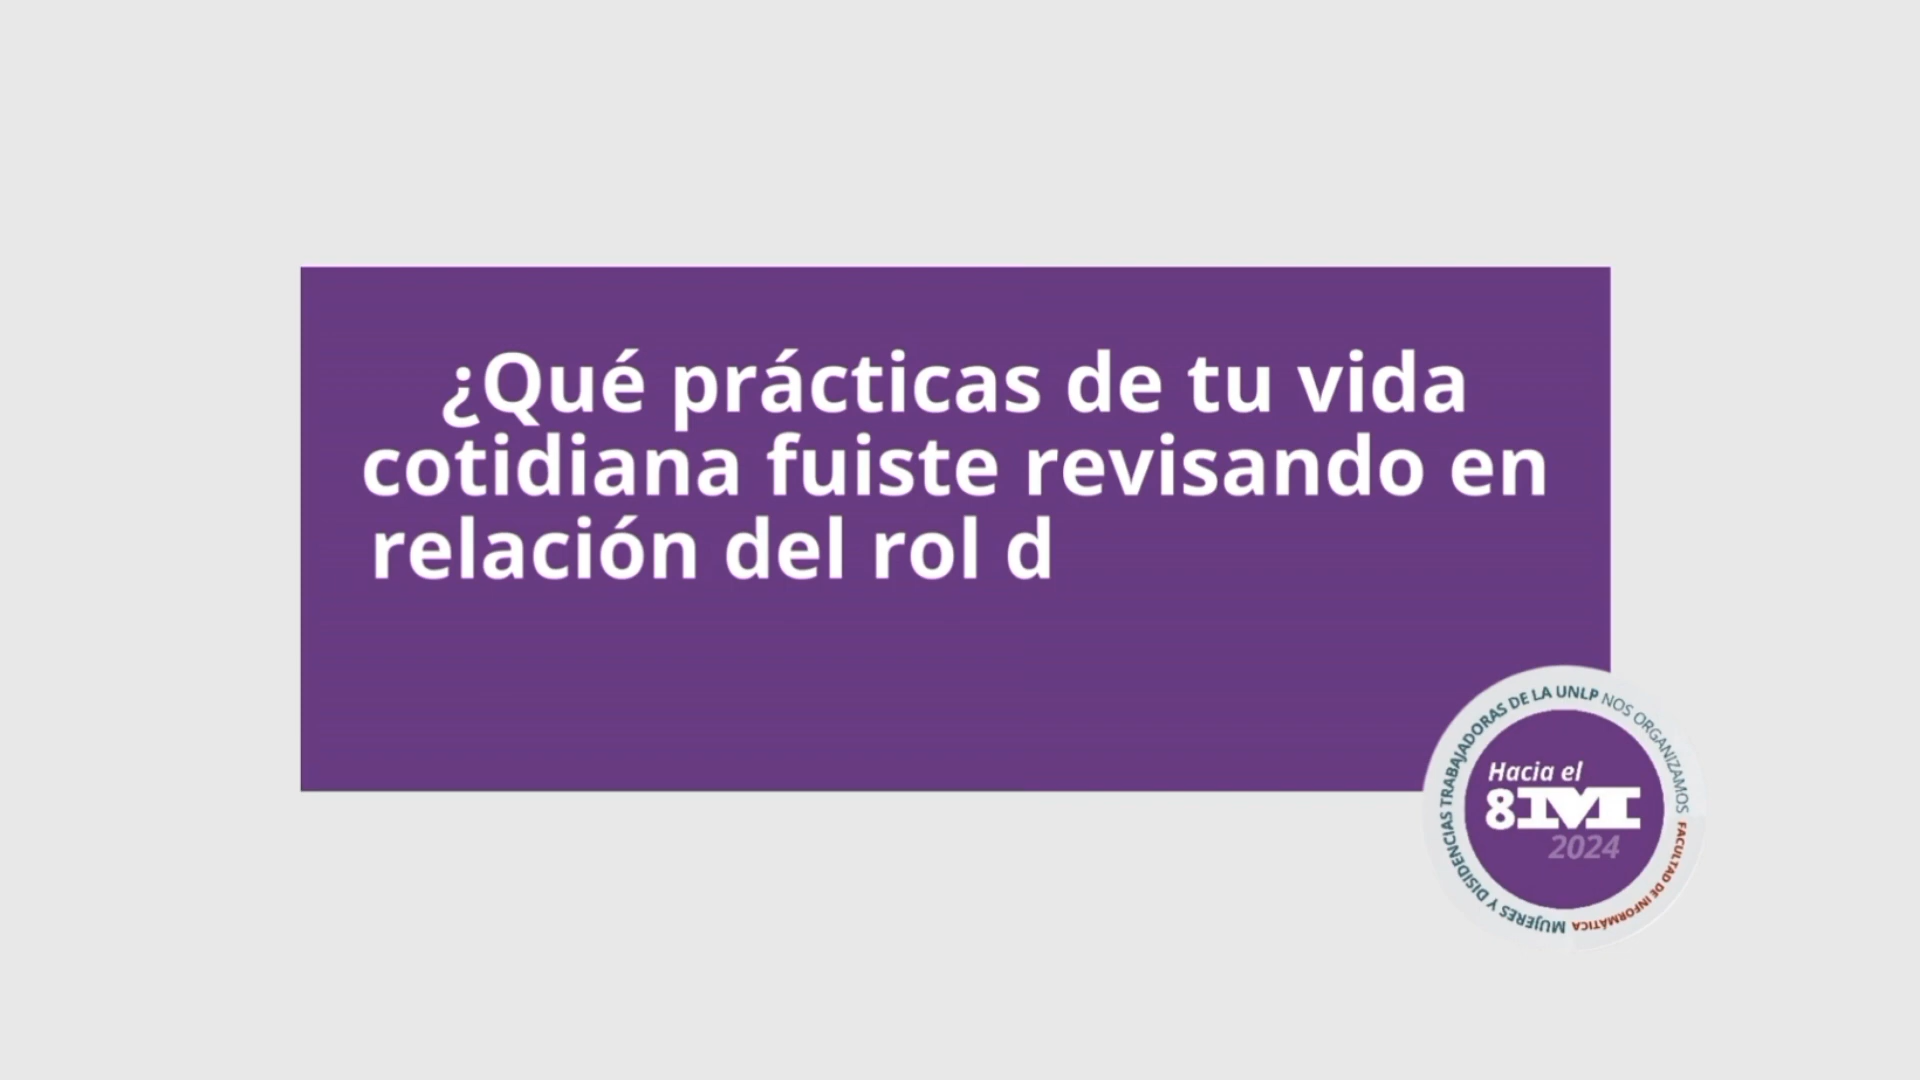 ¿Qué prácticas de tu vida
cotidiana fuiste revisando en
relación del rol d
MUJERES Y DISIDENCIAS TRABAJADORAS DE LA UNLP NOS ORGANIZAMOS FACULTAD DE INFORMÁTICA
Hacia el
8M
2024